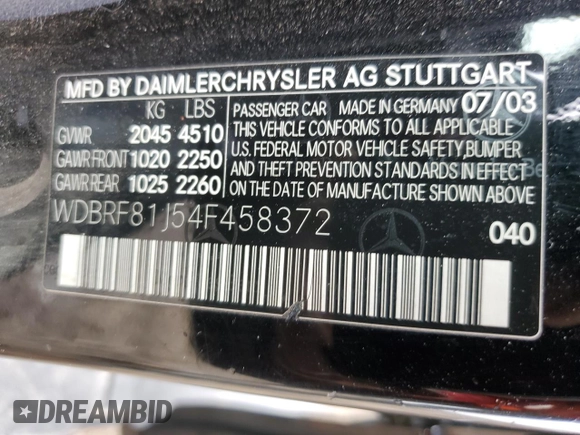 MFD BY DAIMLERCHRYSLER AG STUTTGART
KG LBS
GVWR 2045 4510
GAWR FRONT 1020 2250
GAWR REAR 1025 2260
PASSENGER CAR MADE IN GERMANY 07/03
THIS VEHICLE CONFORMS TO ALL APPLICABLE
U.S. FEDERAL MOTOR VEHICLE SAFETY, BUMPER
AND THEFT PREVENTION STANDARDS IN EFFECT
ON THE DATE OF MANUFACTURE SHOWN ABOVE
WDBRF81J54F458372
040
DREAMBID